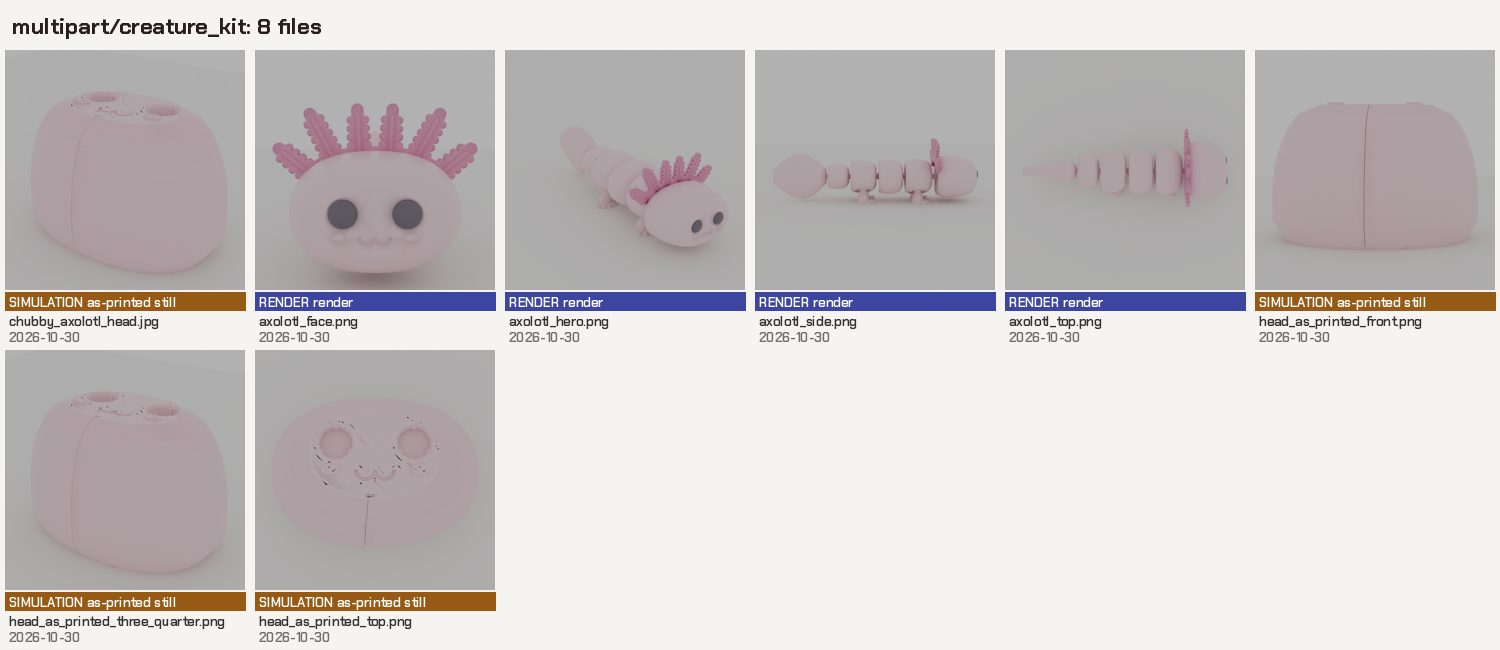 multipart/creature_kit: 8 files
SIMULATION as-printed still
chubby_axolotl_head.jpg
2026-10-30
RENDER render
axolotl_face.png
2026-10-30
RENDER render
axolotl_hero.png
2026-10-30
RENDER render
axolotl_side.png
2026-10-30
RENDER render
axolotl_top.png
2026-10-30
SIMULATION as-printed still
head_as_printed_front.png
2026-10-30
SIMULATION as-printed still
head_as_printed_three_quarter.png
2026-10-30
SIMULATION as-printed still
head_as_printed_top.png
2026-10-30